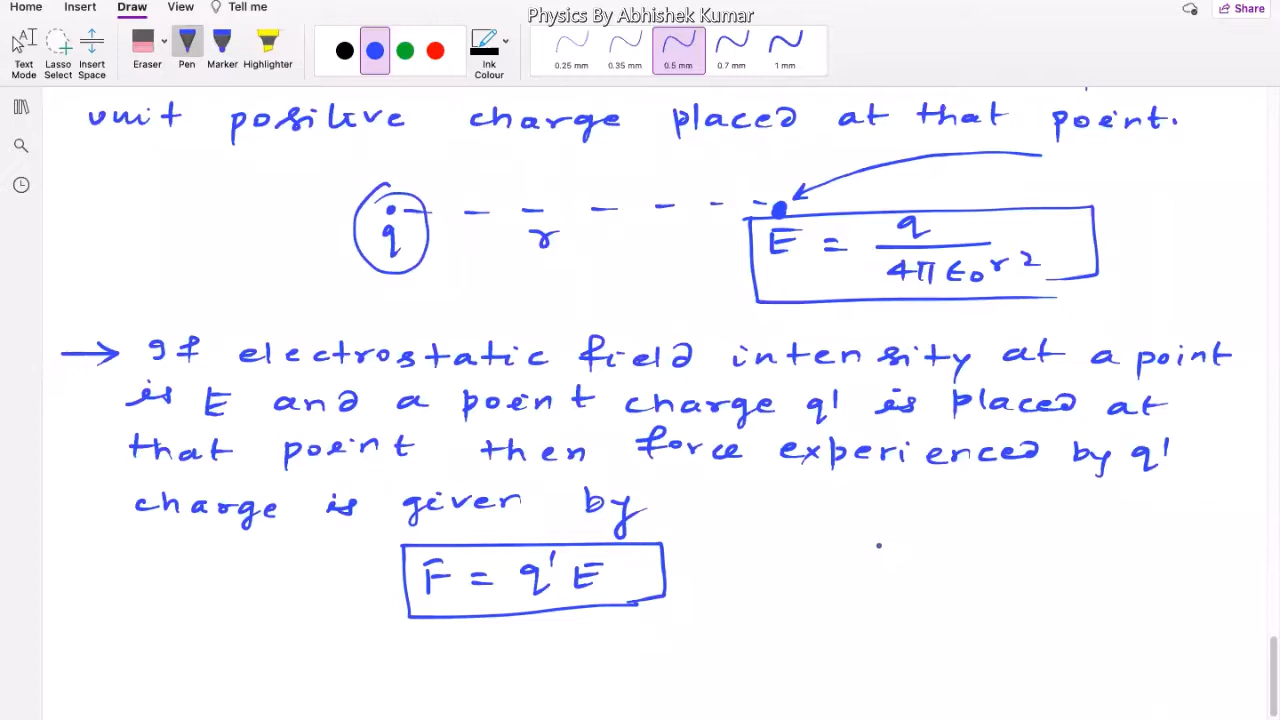 Home Insert Draw View Tell me Physics By Abhishek Kumar Share
Text Mode Lasso Select Insert Space Eraser Pen Marker Highlighter Ink Colour 0.25 mm 0.35 mm 0.5 mm 0.7 mm 1 mm
unit positive charge placed at that point.
q r E = q / 4π ε0 r2
→ If electrostatic field intensity at a point
is E and a point charge q' is placed at
that point then force experienced by q'
charge is given by
F = q' E